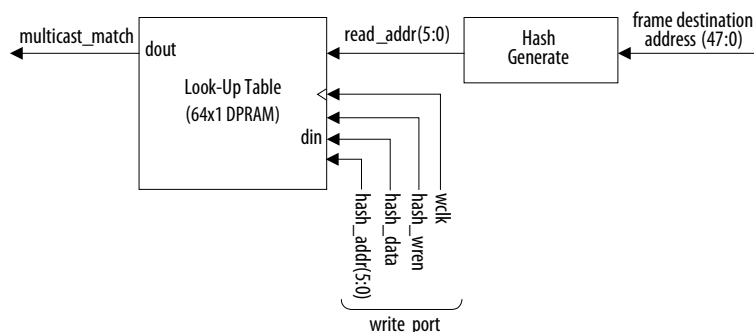 multicast_match
dout
read_addr(5:0)
Hash
Generate
frame destination
address (47:0)
Look-Up Table
(64x1 DPRAM)
din
hash_addr(5:0)
hash_data
hash_wren
wclk
write port